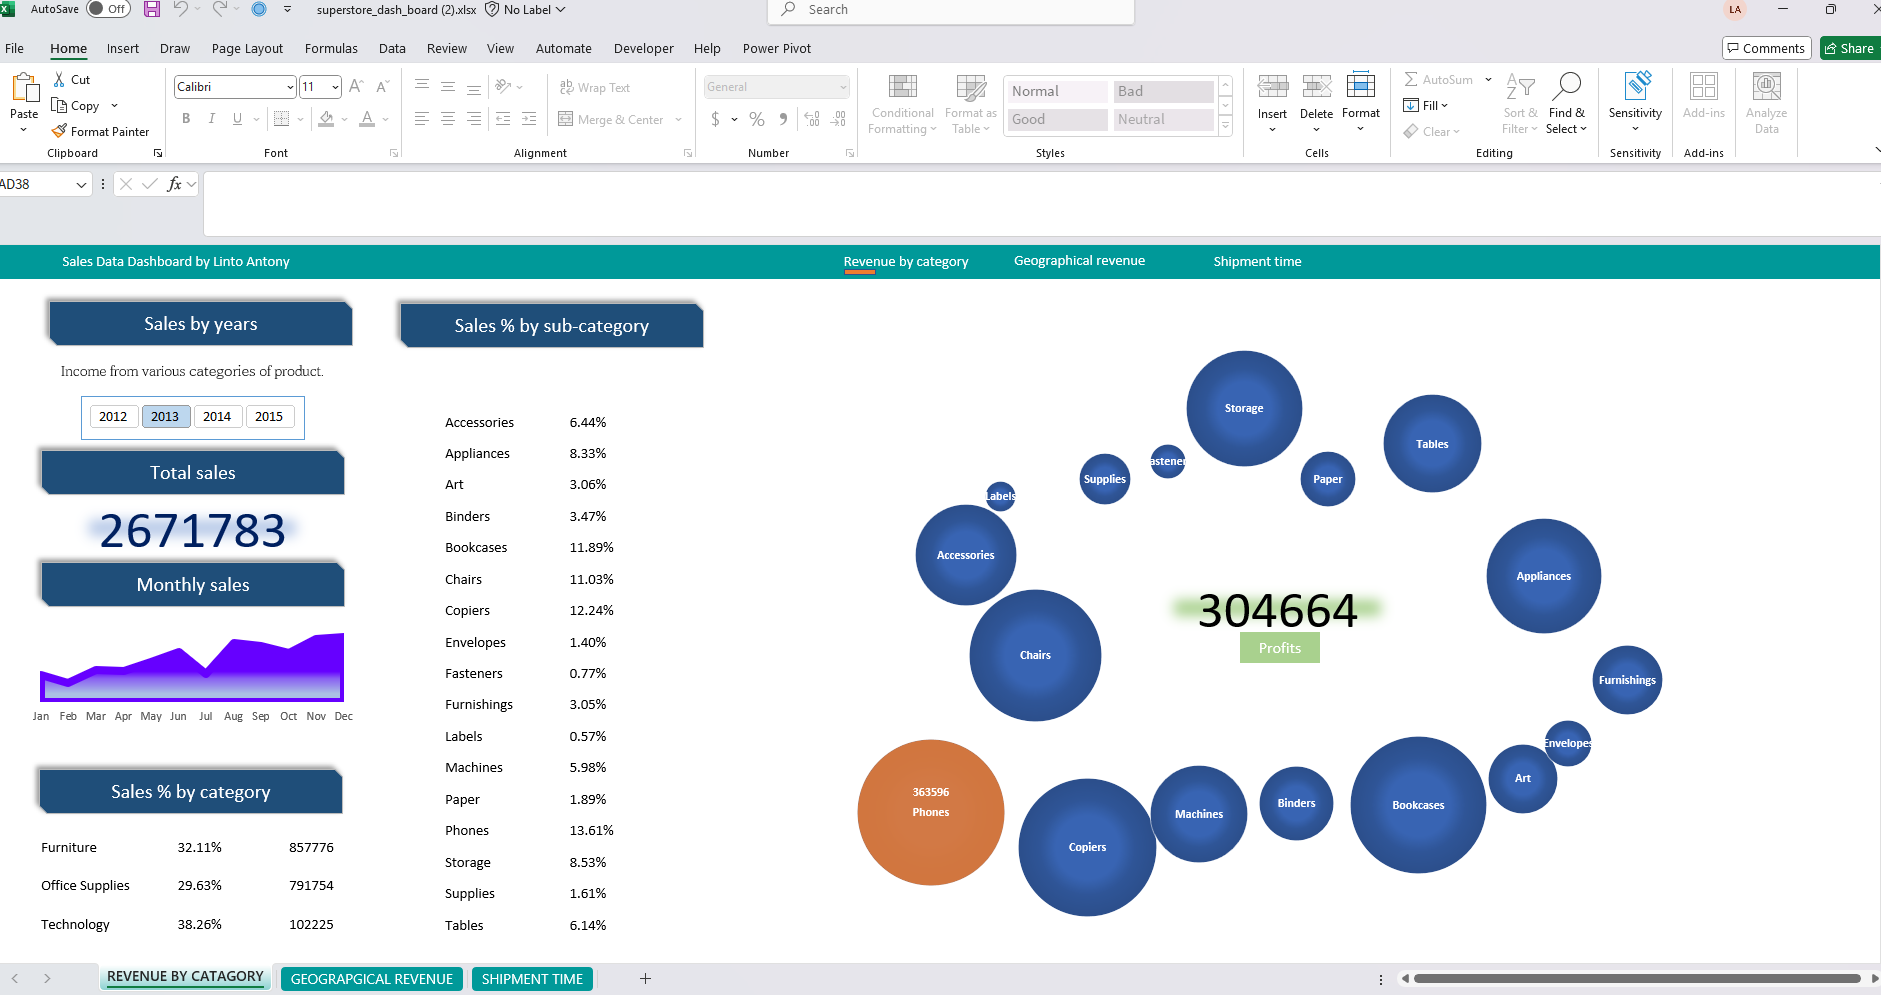 AutoSave Off superstore_dash_board (2).xlsx No Label Search LA
File Home Insert Draw Page Layout Formulas Data Review View Automate Developer Help Power Pivot Comments Share
Paste Cut Copy Format Painter Clipboard
Calibri 11 B I U A Font
Wrap Text Merge & Center Alignment
General $ % Number
Conditional Formatting Format as Table Normal Bad Good Neutral Styles
Insert Delete Format Cells
AutoSum Fill Clear Sort & Filter Find & Select Editing
Sensitivity Sensitivity
Add-ins Add-ins
Analyze Data
AD38 fx
Sales Data Dashboard by Linto Antony Revenue by category Geographical revenue Shipment time
Sales by years
Income from various categories of product.
2012 2013 2014 2015
Total sales
2671783
Monthly sales
Jan Feb Mar Apr May Jun Jul Aug Sep Oct Nov Dec
Sales % by category
Furniture 32.11% 857776
Office Supplies 29.63% 791754
Technology 38.26% 102225
Sales % by sub-category
Accessories 6.44%
Appliances 8.33%
Art 3.06%
Binders 3.47%
Bookcases 11.89%
Chairs 11.03%
Copiers 12.24%
Envelopes 1.40%
Fasteners 0.77%
Furnishings 3.05%
Labels 0.57%
Machines 5.98%
Paper 1.89%
Phones 13.61%
Storage 8.53%
Supplies 1.61%
Tables 6.14%
Storage
Tables
astener
Supplies
Paper
Labels
Accessories
Appliances
304664
Profits
Chairs
Furnishings
Envelopes
Art
363596
Phones
Copiers
Machines
Binders
Bookcases
REVENUE BY CATAGORY GEOGRAPGICAL REVENUE SHIPMENT TIME